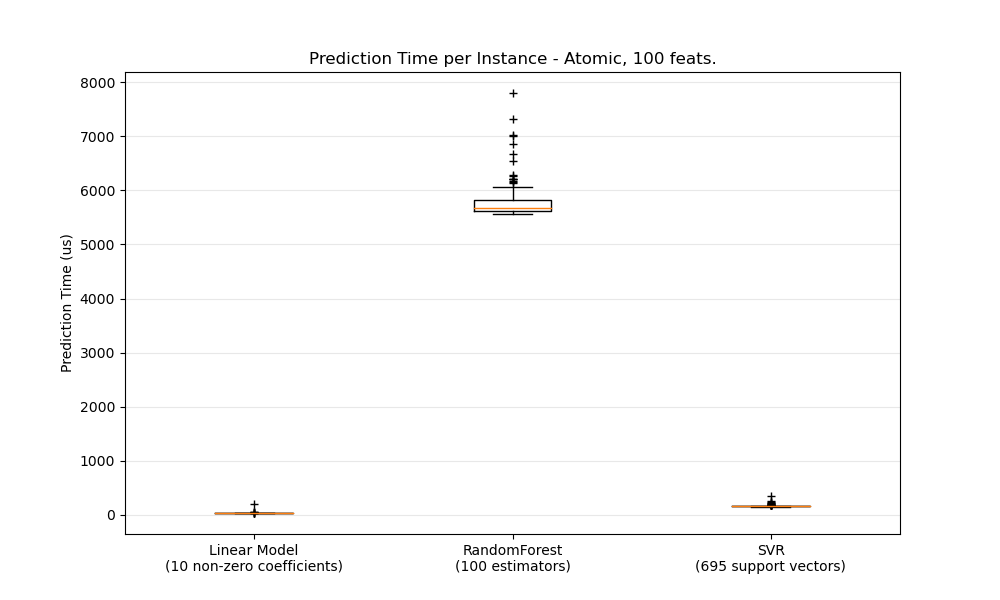 Prediction Time per Instance - Atomic, 100 feats.
Prediction Time (us)
8000
7000
6000
5000
4000
3000
2000
1000
0
Linear Model
(10 non-zero coefficients)
RandomForest
(100 estimators)
SVR
(695 support vectors)